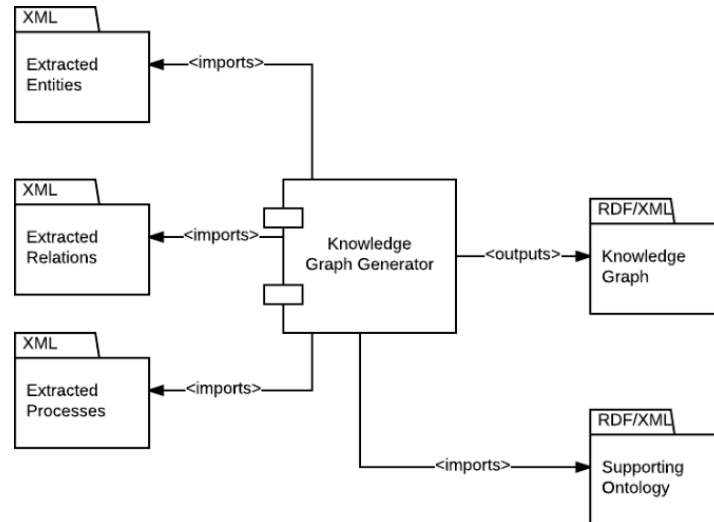 XML
Extracted
Entities
<imports>
XML
Extracted
Relations
<imports>
Knowledge
Graph Generator
<outputs>
RDF/XML
Knowledge
Graph
XML
Extracted
Processes
<imports>
<imports>
RDF/XML
Supporting
Ontology